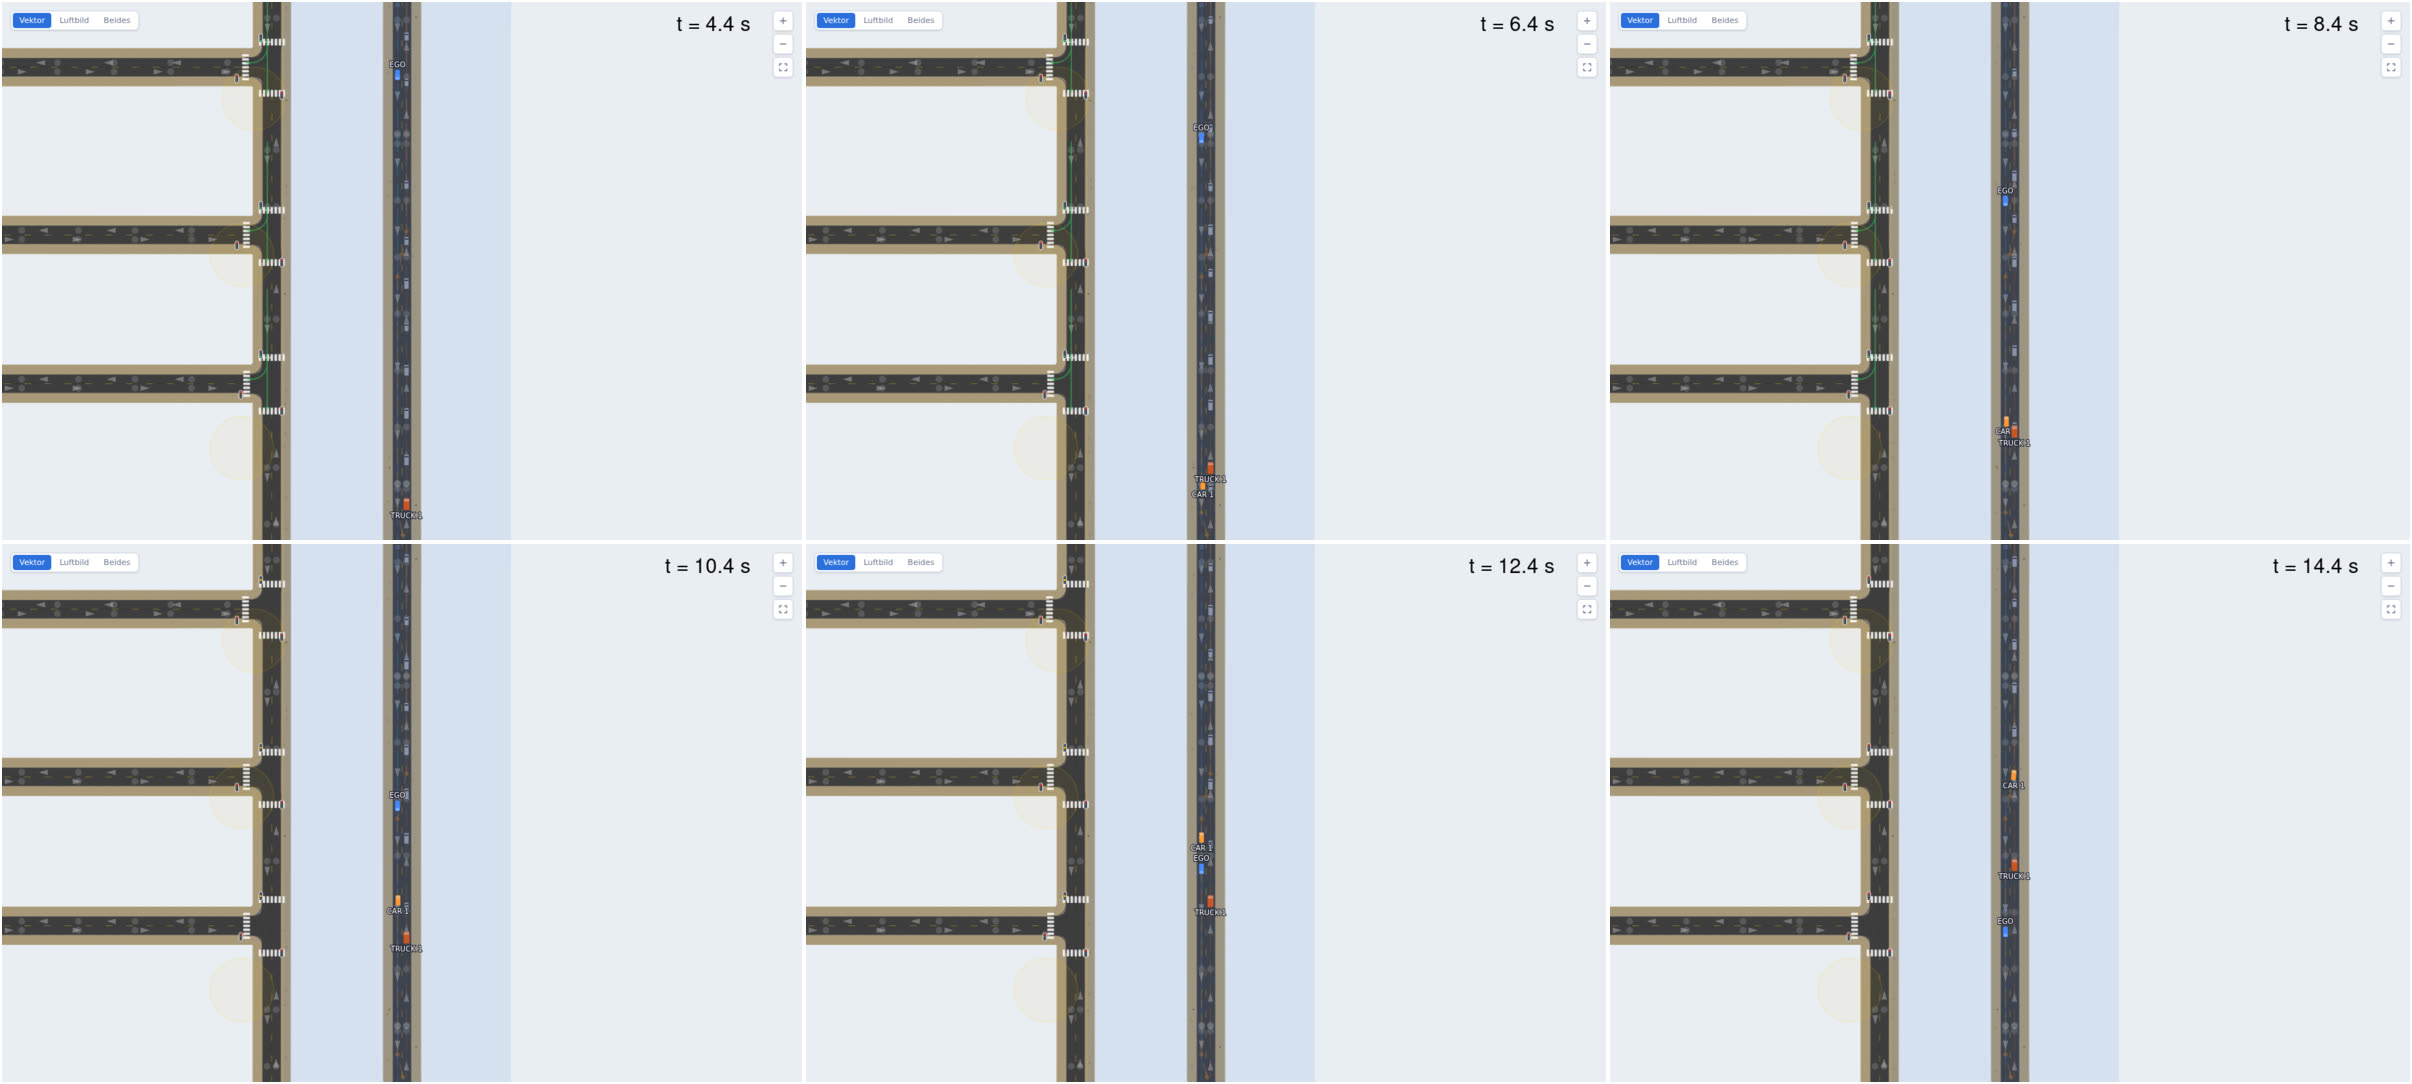 Vektor Luftbild Beides
t = 4.4 s
+
−
EGO
TRUCK 1
Vektor Luftbild Beides
t = 6.4 s
+
−
EGO
TRUCK 1
CAR 1
Vektor Luftbild Beides
t = 8.4 s
+
−
EGO
CAR
TRUCK 1
Vektor Luftbild Beides
t = 10.4 s
+
−
EGO
CAR 1
TRUCK 1
Vektor Luftbild Beides
t = 12.4 s
+
−
CAR 1
EGO
TRUCK 1
Vektor Luftbild Beides
t = 14.4 s
+
−
CAR 1
TRUCK 1
EGO